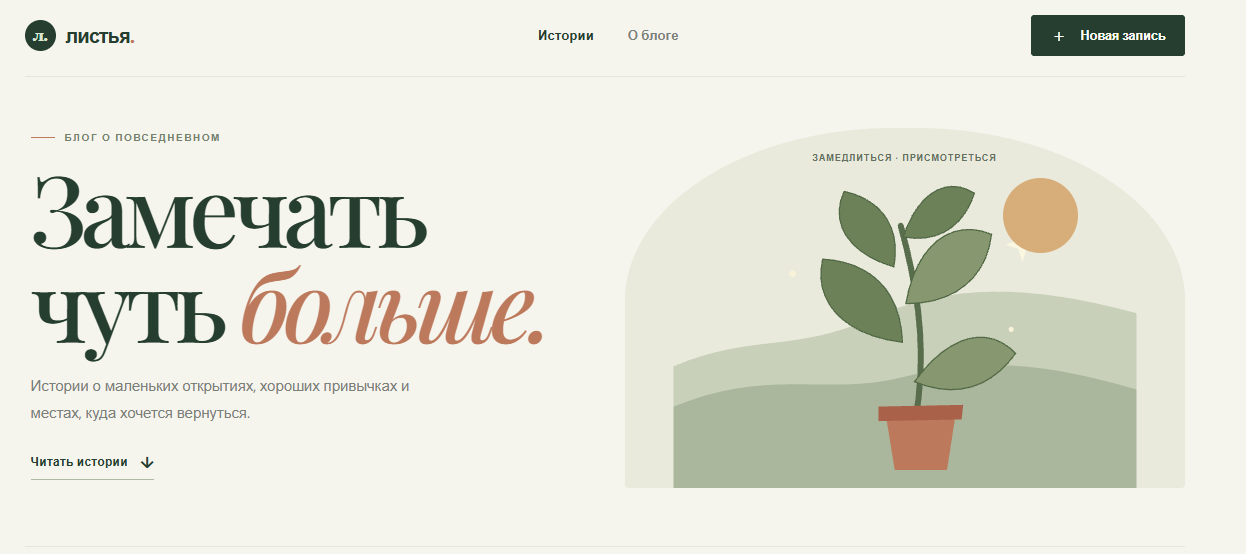 л.
листья.
Истории
О блоге
+ Новая запись
БЛОГ О ПОВСЕДНЕВНОМ
Замечать
чуть больше.
Истории о маленьких открытиях, хороших привычках и
местах, куда хочется вернуться.
Читать истории ↓
ЗАМЕДЛИТЬСЯ · ПРИСМОТРЕТЬСЯ